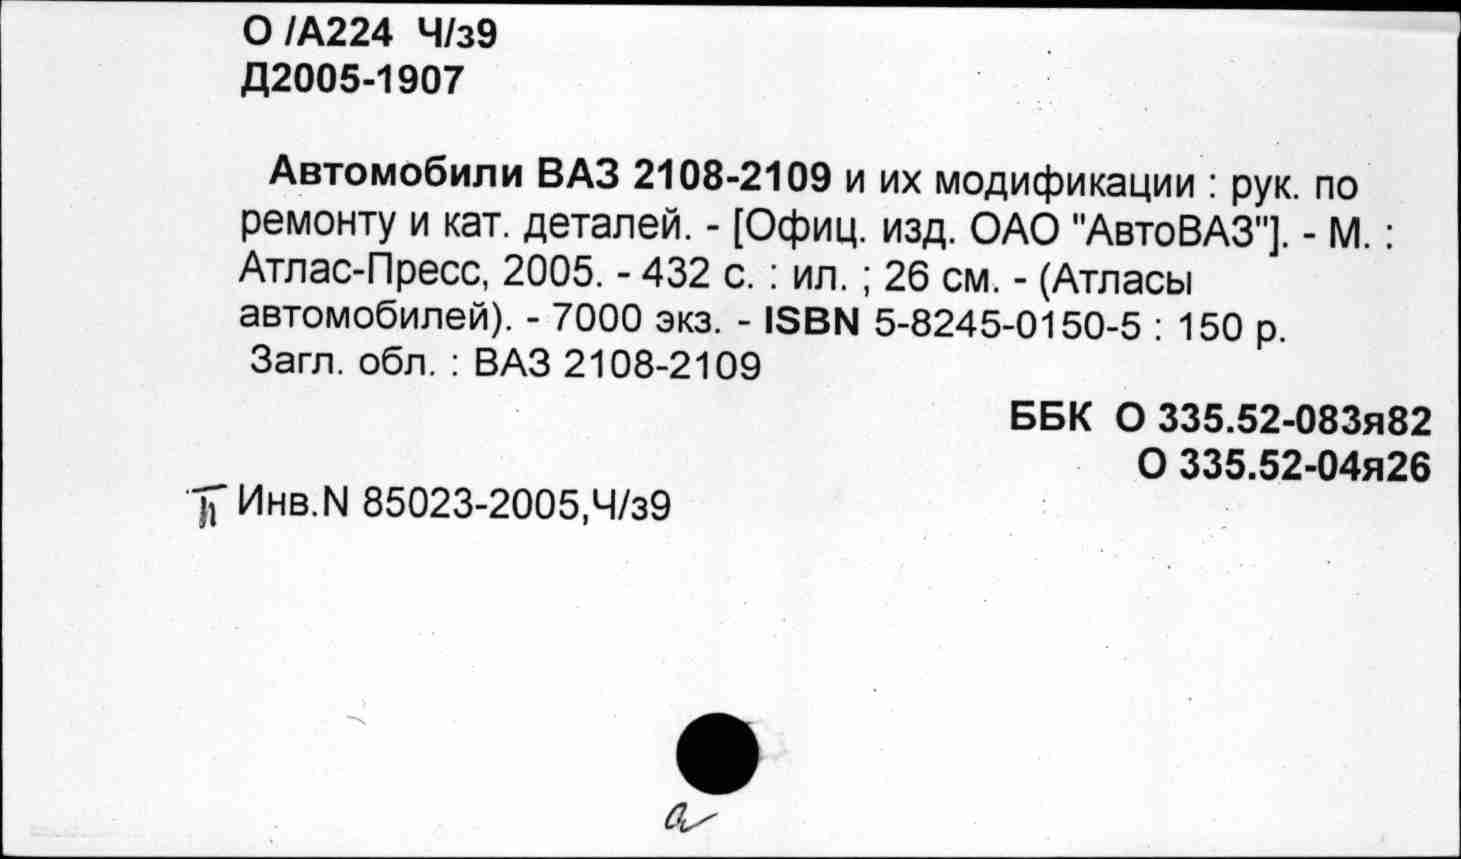 О /А224 Ч/з9
Д2005-1907
Автомобили ВАЗ 2108-2109 и их модификации : рук. по
ремонту и кат. деталей. - [Офиц. изд. ОАО "АвтоВАЗ"]. - М. :
Атлас-Пресс, 2005. - 432 с. : ил. ; 26 см. - (Атласы
автомобилей). - 7000 экз. - ISBN 5-8245-0150-5 : 150 р.
Загл. обл. : ВАЗ 2108-2109
ББК О 335.52-083я82
О 335.52-04я26
Инв.N 85023-2005,Ч/з9